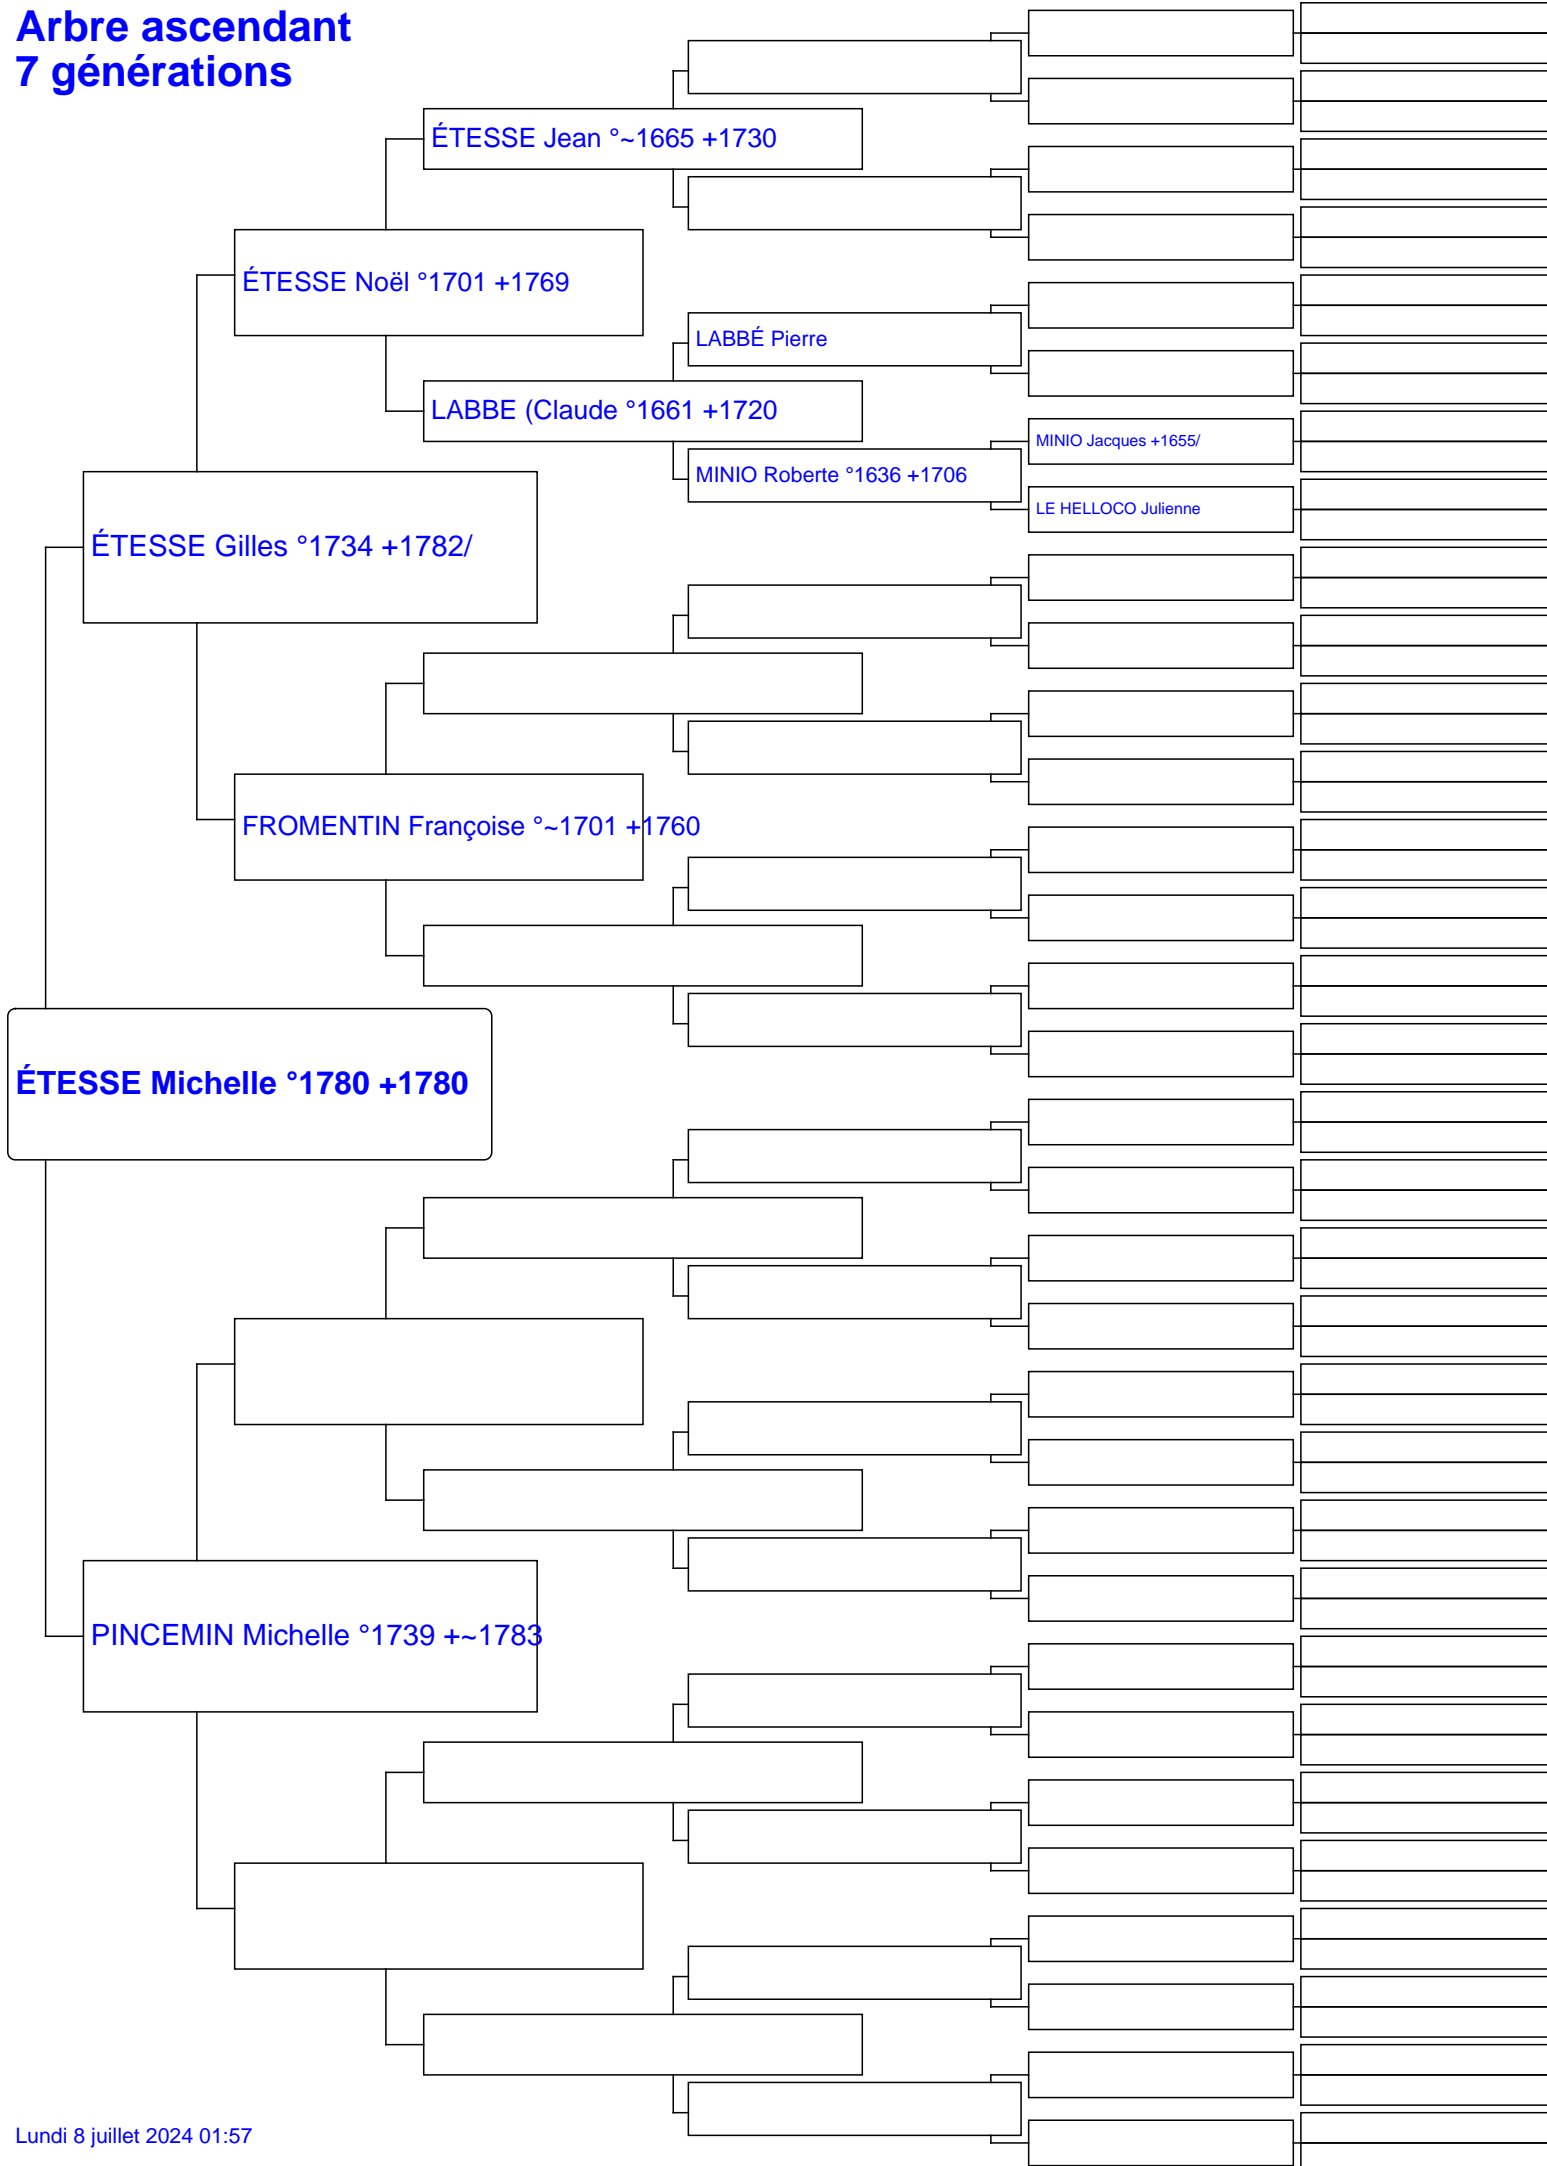 Arbre ascendant
7 générations
ÉTESSE Jean °~1665 +1730
ÉTESSE Noël °1701 +1769
LABBÉ Pierre
LABBE (Claude °1661 +1720
MINIO Jacques +1655/
MINIO Roberte °1636 +1706
LE HELLOCO Julienne
ÉTESSE Gilles °1734 +1782/
FROMENTIN Françoise °~1701 +1760
ÉTESSE Michelle °1780 +1780
PINCEMIN Michelle °1739 +~1783
Lundi 8 juillet 2024 01:57